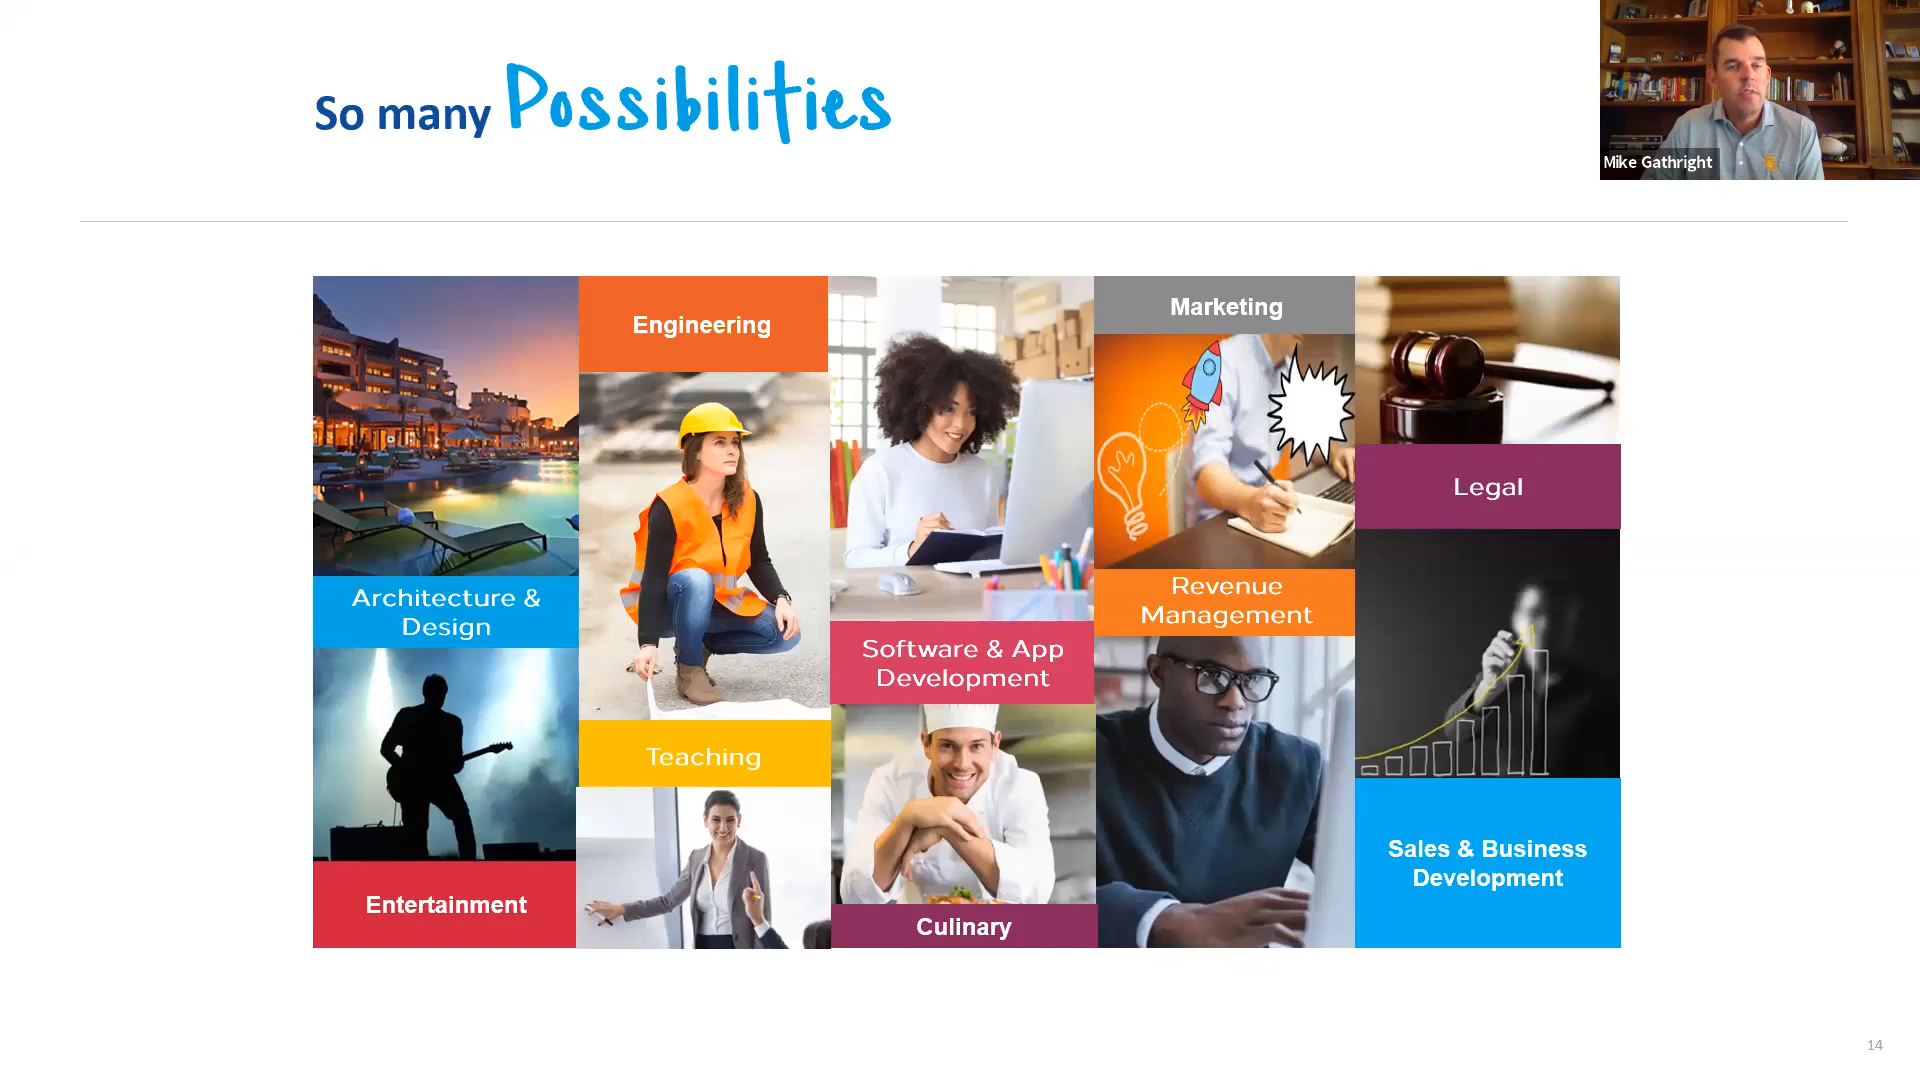 So many Possibilities
Mike Gathright
Engineering
Marketing
Legal
Architecture &
Design
Revenue
Management
Software & App
Development
Teaching
Sales & Business
Development
Entertainment
Culinary
14